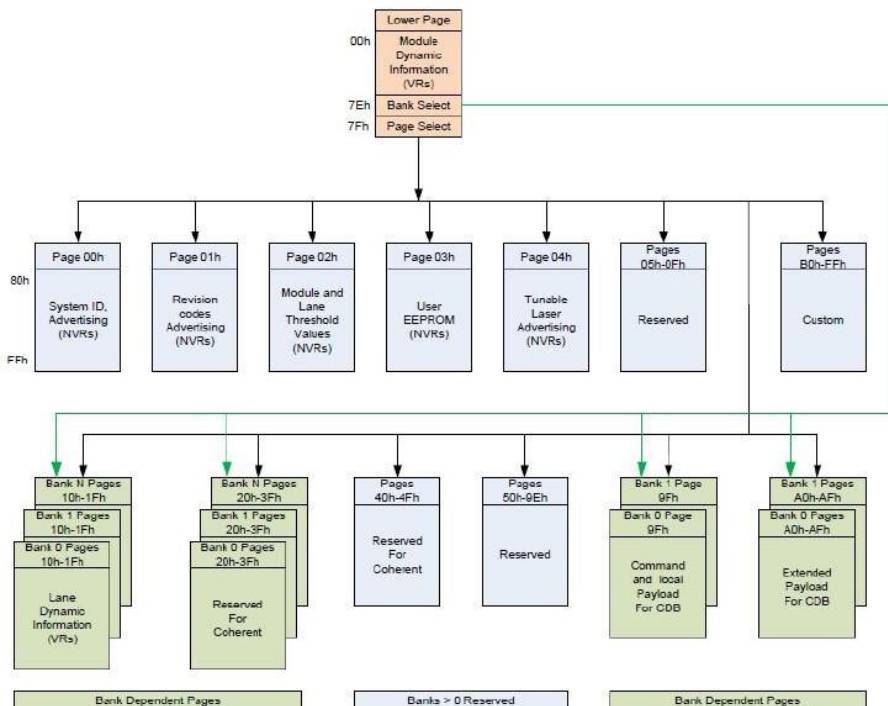 Lower Page
00h
Module
Dynamic
Information
(VRs)
7Eh
Bank Select
7Fh
Page Select
80h
FFh
Page 00h
System ID,
Advertising
(NVRs)
Page 01h
Revision
codes
Advertising
(NVRs)
Page 02h
Module and
Lane
Threshold
Values
(NVRs)
Page 03h
User
EEPROM
(NVRs)
Page 04h
Tunable
Laser
Advertising
(NVRs)
Pages
05h-0Fh
Reserved
Pages
B0h-FFh
Custom
Bank N Pages
10h-1Fh
Bank 1 Pages
10h-1Fh
Bank 0 Pages
10h-1Fh
Lane
Dynamic
Information
(VRs)
Bank N Pages
20h-3Fh
Bank 1 Pages
20h-3Fh
Bank 0 Pages
20h-3Fh
Reserved
For
Coherent
Pages
40h-4Fh
Reserved
For
Coherent
Pages
50h-9Eh
Reserved
Bank 1 Page
9Fh
Bank 0 Page
9Fh
Command
and local
Payload
For CDB
Bank 1 Pages
A0h-AFh
Bank 0 Pages
A0h-AFh
Extended
Payload
For CDB
Bank Dependent Pages
Banks > 0 Reserved
Bank Dependent Pages